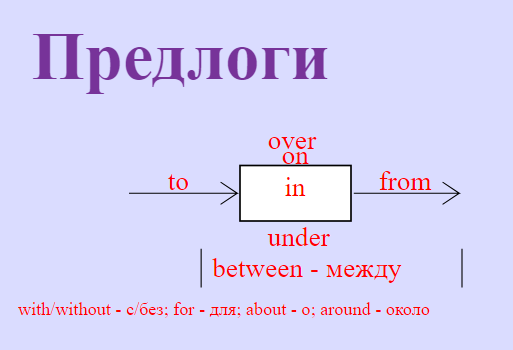 Предлоги
over
on
to in from
under
between - между
with/without - с/без; for - для; about - о; around - около